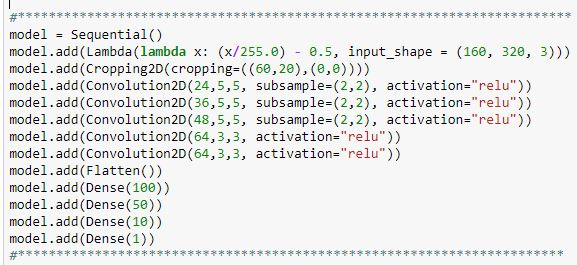 #************************************************************************
model = Sequential()
model.add(Lambda(lambda x: (x/255.0) - 0.5, input_shape = (160, 320, 3)))
model.add(Cropping2D(cropping=((60,20),(0,0))))
model.add(Convolution2D(24,5,5, subsample=(2,2), activation="relu"))
model.add(Convolution2D(36,5,5, subsample=(2,2), activation="relu"))
model.add(Convolution2D(48,5,5, subsample=(2,2), activation="relu"))
model.add(Convolution2D(64,3,3, activation="relu"))
model.add(Convolution2D(64,3,3, activation="relu"))
model.add(Flatten())
model.add(Dense(100))
model.add(Dense(50))
model.add(Dense(10))
model.add(Dense(1))
#***********************************************************************